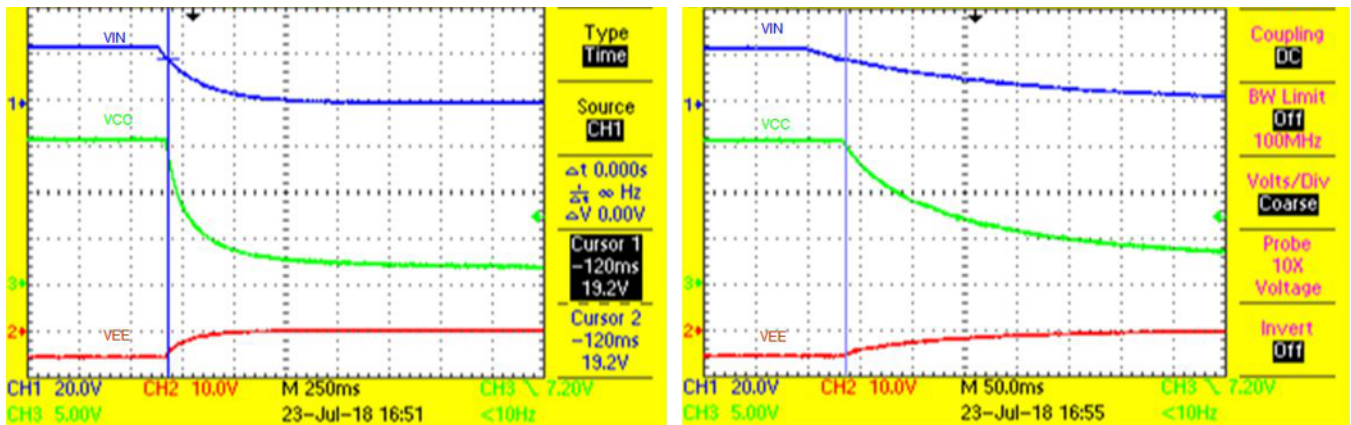 VIN
1
VCC
3
VEE
2
Type
Time
Source
CH1
△t 0.000s
1/△t ∞ Hz
△V 0.00V
Cursor 1
-120ms
19.2V
Cursor 2
-120ms
19.2V
CH1 20.0V CH2 10.0V M 250ms CH3 \ 7.20V
CH3 5.00V 23-Jul-18 16:51 <10Hz
VIN
1
VCC
3
VEE
2
Coupling
DC
BW Limit
Off
100MHz
Volts/Div
Coarse
Probe
10X
Voltage
Invert
Off
CH1 20.0V CH2 10.0V M 50.0ms CH3 \ 7.20V
CH3 5.00V 23-Jul-18 16:55 <10Hz